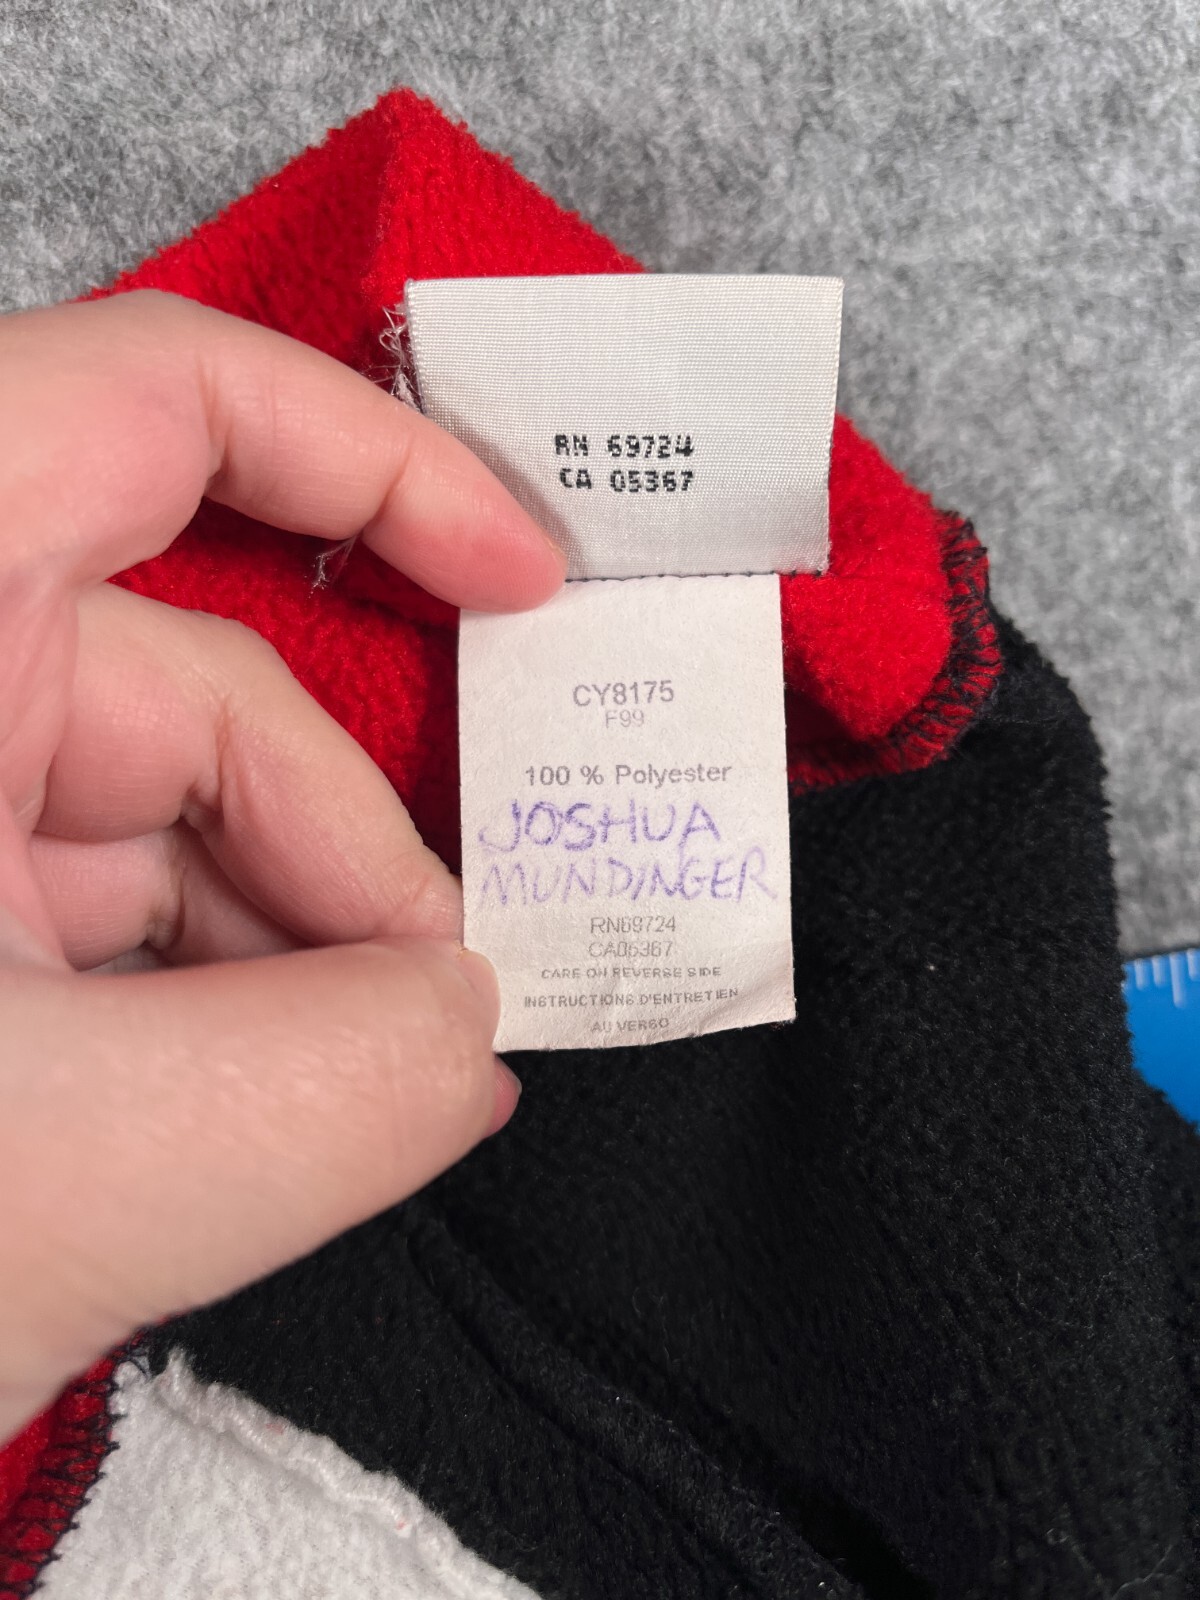 RN 69724
CA 05367
CY8175
F99
100 % Polyester
JOSHUA
MUNDINGER
RN69724
CA05367
CARE ON REVERSE SIDE
INSTRUCTIONS D'ENTRETIEN
AU VERSO